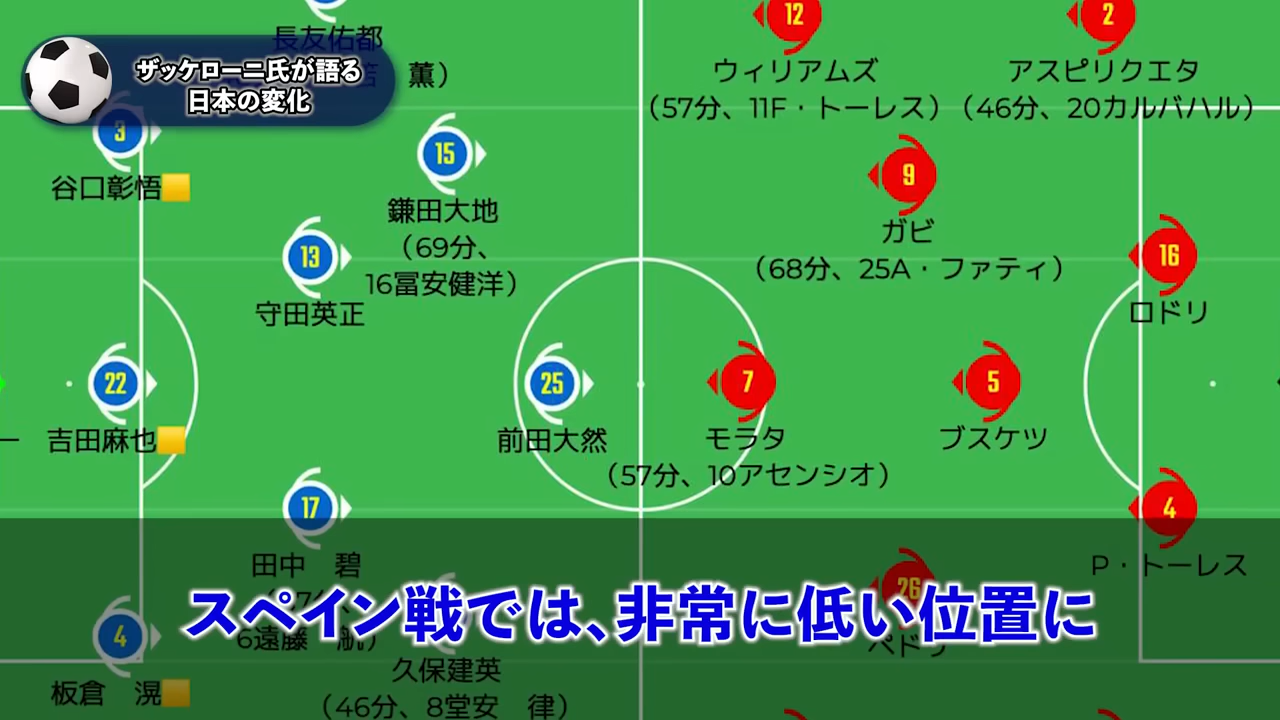 ザッケローニ氏が語る
日本の変化
長友佑都
薫）
12
ウィリアムズ
（57分、11F・トーレス）
2
アスピリクエタ
（46分、20カルバハル）
3
谷口彰悟
15
鎌田大地
（69分、
16冨安健洋）
9
ガビ
（68分、25A・ファティ）
13
守田英正
16
ロドリ
22
吉田麻也
25
前田大然
7
モラタ
（57分、10アセンシオ）
5
ブスケツ
17
田中　碧
6遠藤　航）
4
P・トーレス
26
ペドリ
4
板倉　滉
久保建英
（46分、8堂安　律）
スペイン戦では、非常に低い位置に